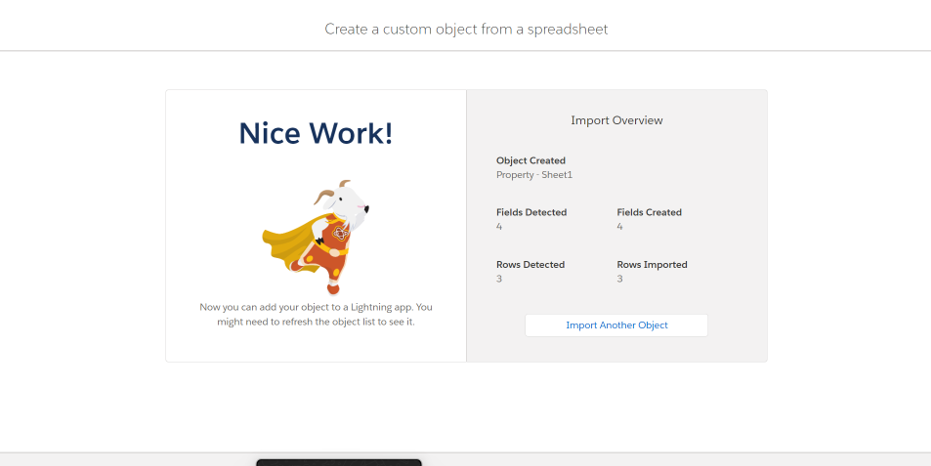 Create a custom object from a spreadsheet
Nice Work!
Now you can add your object to a Lightning app. You
might need to refresh the object list to see it.
Import Overview
Object Created
Property · Sheet1
Fields Detected
4
Fields Created
4
Rows Detected
3
Rows Imported
3
Import Another Object